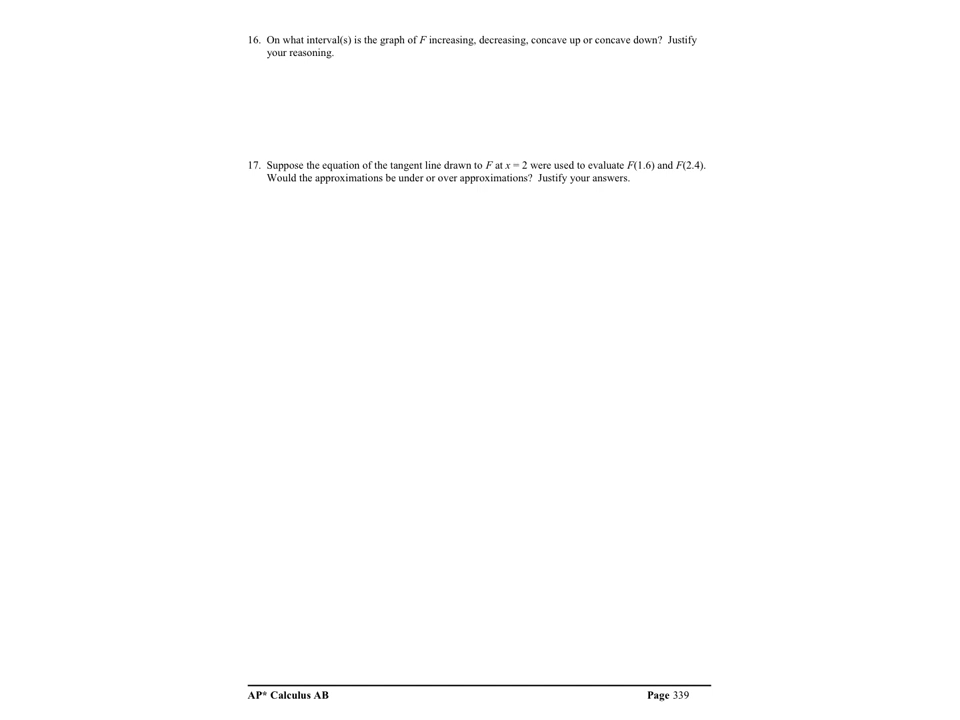 16. On what interval(s) is the graph of F increasing, decreasing, concave up or concave down? Justify
your reasoning.
17. Suppose the equation of the tangent line drawn to F at x = 2 were used to evaluate F(1.6) and F(2.4).
Would the approximations be under or over approximations? Justify your answers.
AP* Calculus AB Page 339